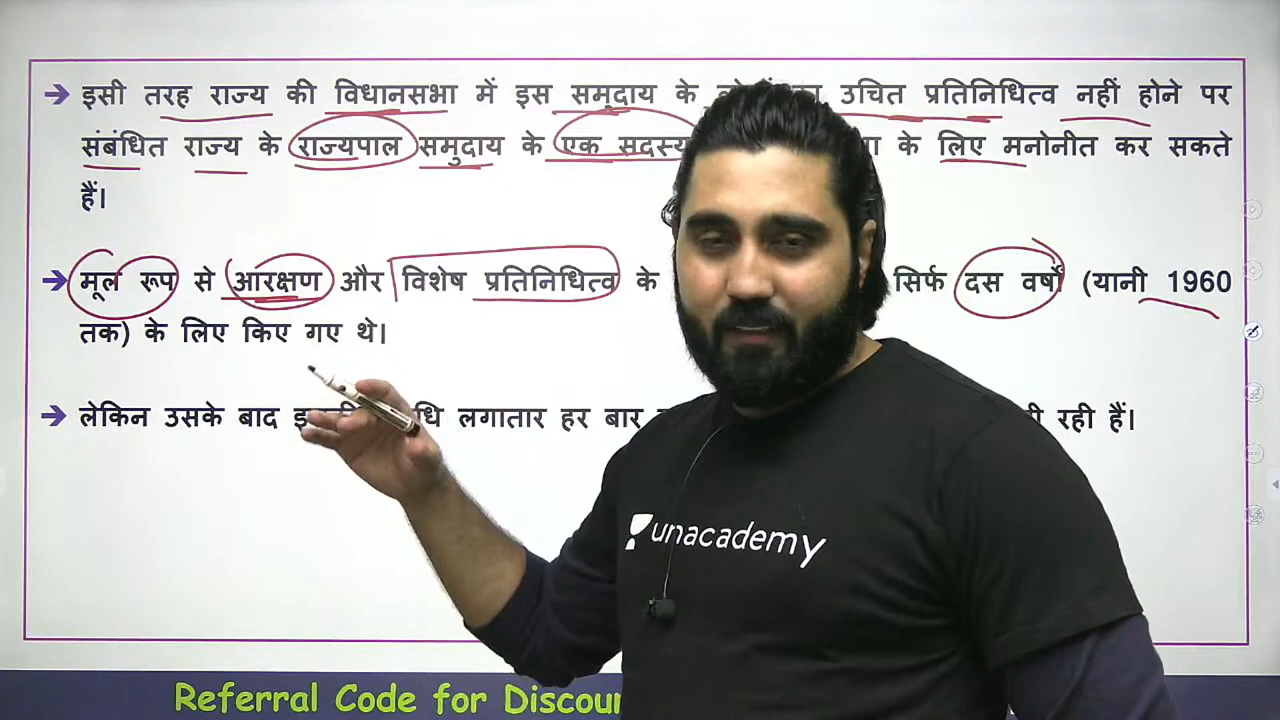 इसी तरह राज्य की विधानसभा में इस समुदाय के उचित प्रतिनिधित्व नहीं होने पर
संबंधित राज्य के राज्यपाल समुदाय के एक सदस्य के लिए मनोनीत कर सकते
हैं।
मूल रूप से आरक्षण और विशेष प्रतिनिधित्व के सिर्फ दस वर्षों (यानी 1960
तक) के लिए किए गए थे।
लेकिन उसके बाद लगातार हर बार रही हैं।
unacademy
Referral Code for